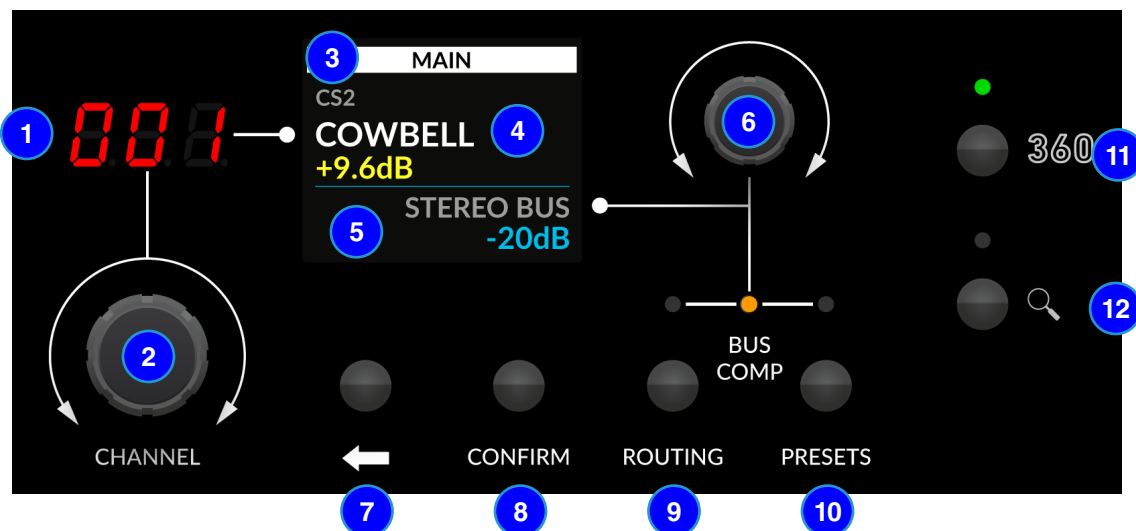 MAIN
3
CS2
1
001
COWBELL
4
6
+9.6dB
11
360
STEREO BUS
5
-20dB
12
2
BUS
COMP
CHANNEL
CONFIRM
ROUTING
PRESETS
7
8
9
10